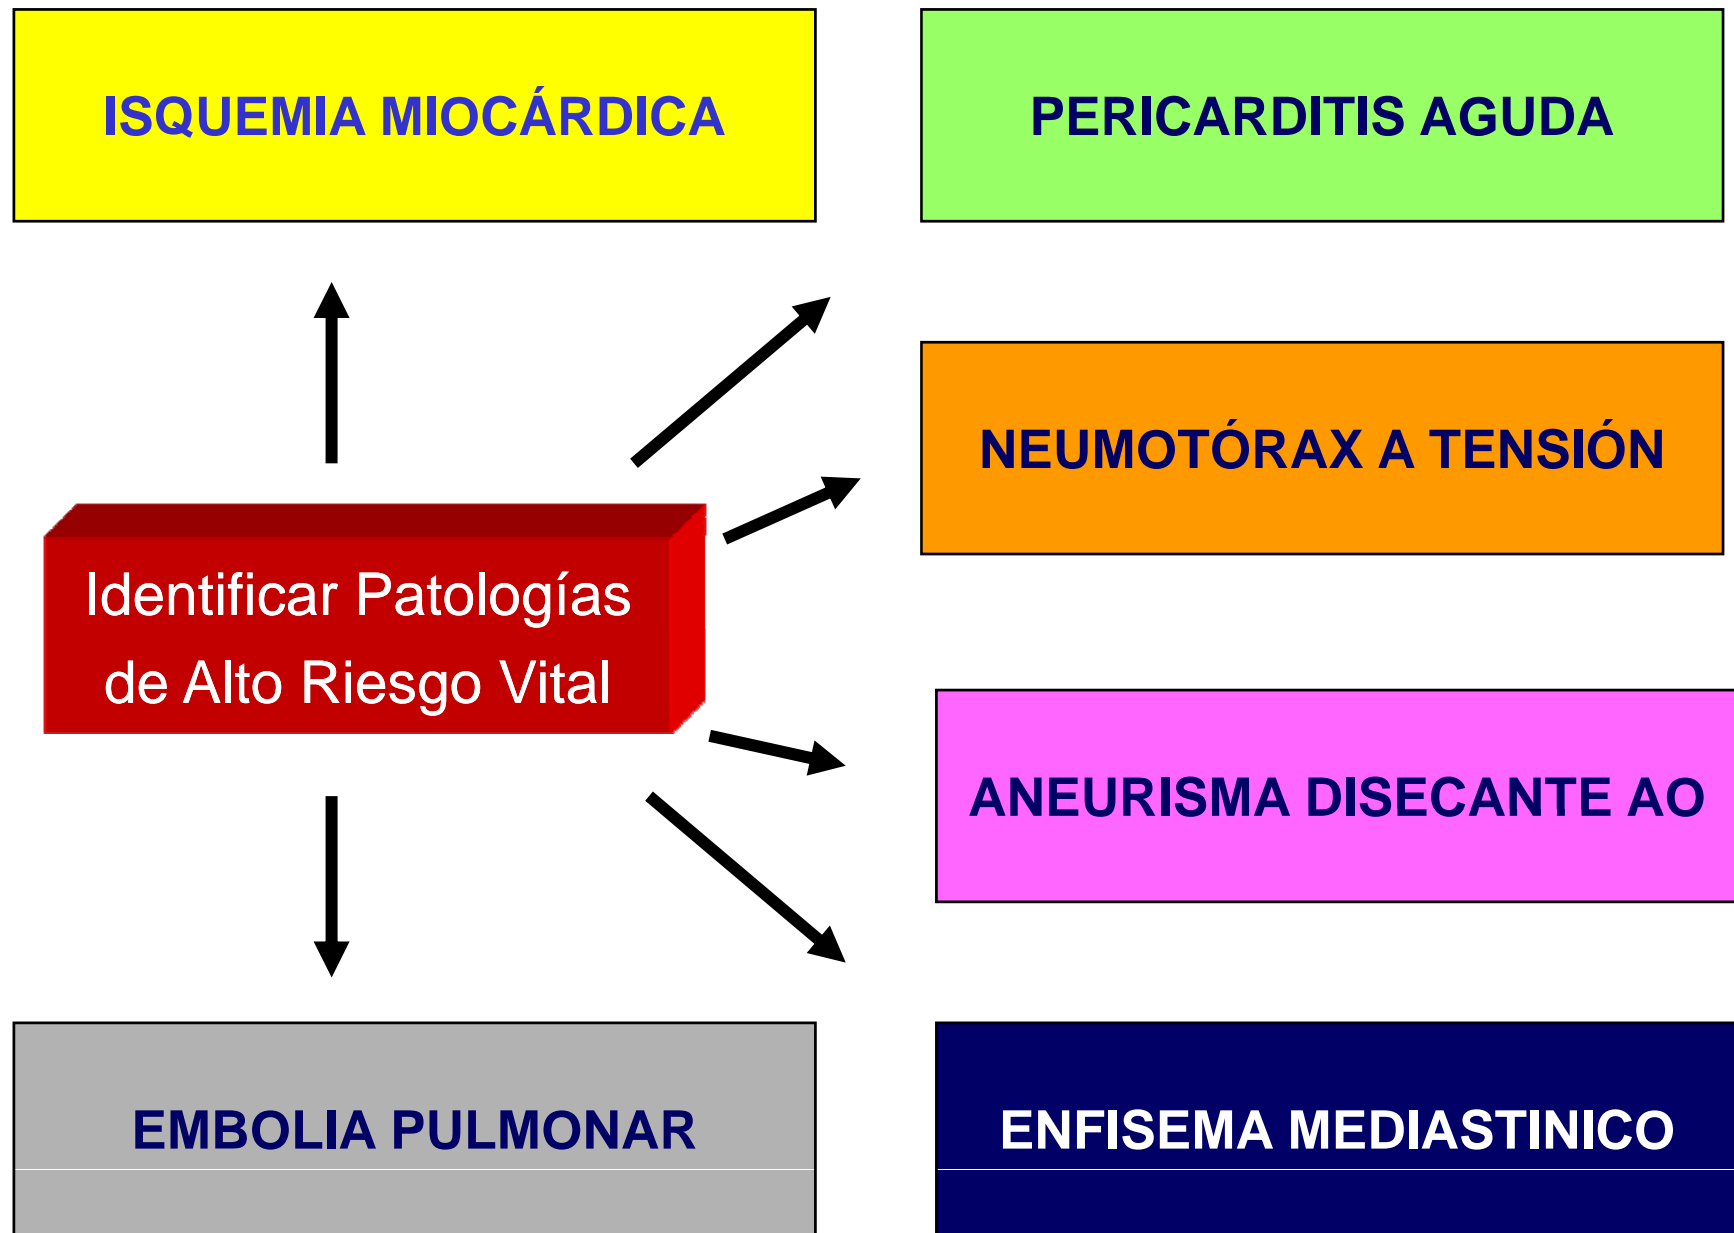 ISQUEMIA MIOCÁRDICA
PERICARDITIS AGUDA
NEUMOTÓRAX A TENSIÓN
Identificar Patologías
de Alto Riesgo Vital
ANEURISMA DISECANTE AO
EMBOLIA PULMONAR
ENFISEMA MEDIASTINICO